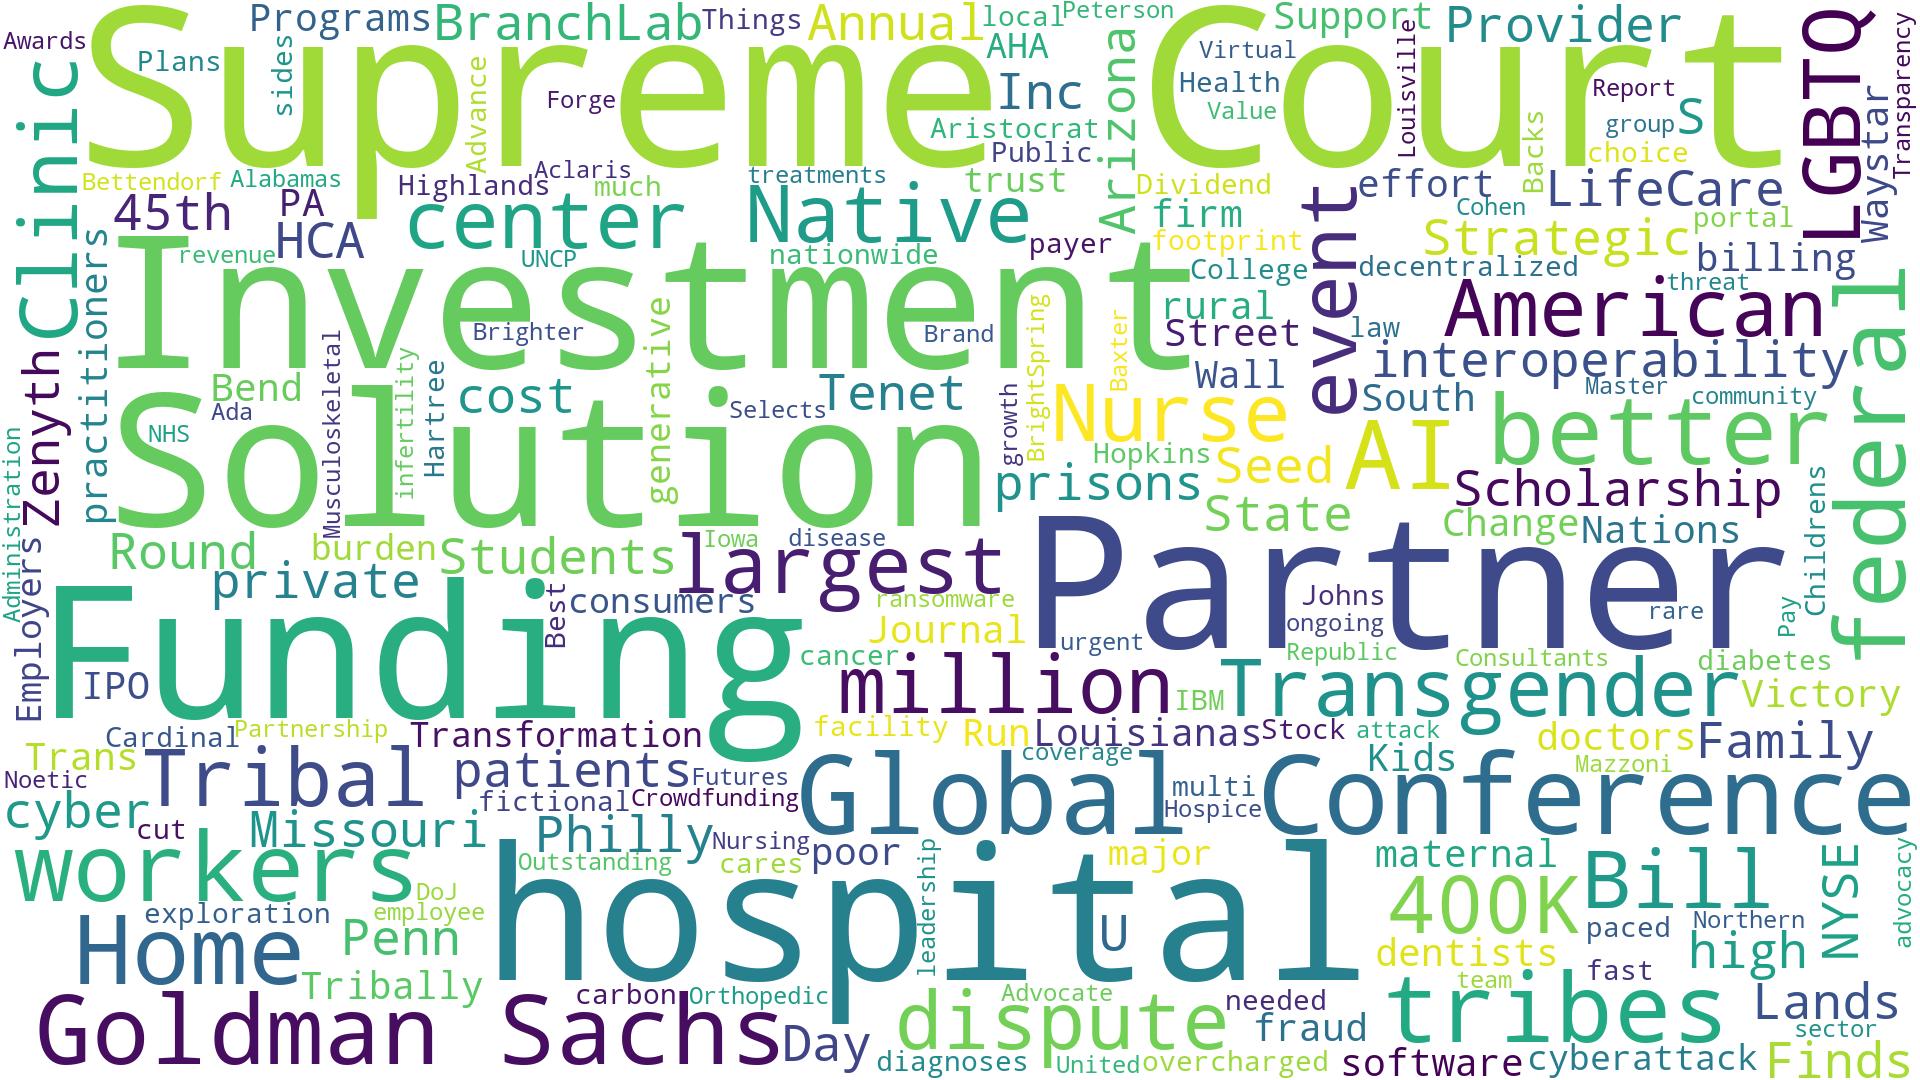 Awards
Programs
BranchLab
Things
Annual
local
Peterson
Support
Provider
LGBTQ
Transparency
Supreme Court
Plans
sides
Advance
Forge
AHA
Inc
Arizona
Virtual
Health
Value
Louisville
Report
group
S
Clinic
Aristocrat
Public
Backs
choice
Waystar
Bettendorf
Alabamas
Highlands
Aclaris
much
treatments
trust
Dividend
effort
LifeCare
45th
PA
HCA
center
Native
firm
Cohen
Strategic
portal
practitioners
revenue
UNCP
nationwide
payer
footprint
event
billing
Investment
College
decentralized
threat
rural
American
federal
Brighter
generative
Brand
BrightSpring
Baxter
Street
law
interoperability
Zenyth
Bend
Musculoskeletal
infertility
Hartree
cost
Tenet
Wall
South
Master
community
Ada
Selects
growth
Nurse
better
NHS
Solution
AI
Hopkins
Seed
prisons
Scholarship
Administration
State
Change
Nations
Childrens
Round
burden
Students
Iowa
disease
largest
Partner
Employers
private
Best
consumers
ransomware
Johns
rare
Pay
Funding
Journal
ongoing
urgent
cancer
Republic
Consultants
diabetes
IPO
million
IBM
Transgender
Victory
Cardinal
Partnership
Transformation
facility
Run
Louisianas
Stock
attack
doctors
Family
Trans
coverage
Kids
Mazzoni
Noetic
Tribal
patients
Futures
Global
multi
Conference
fictional
Crowdfunding
Hospice
cyber
cut
Missouri
Philly
Nursing
poor
major
maternal
Bill
NYSE
advocacy
workers
Outstanding
cares
leadership
DoJ
hospital
400K
exploration
employee
U
paced
Northern
Home
Penn
dentists
high
Tribally
team
fast
carbon
Orthopedic
Advocate
needed
tribes
Lands
Goldman Sachs
Day
dispute
fraud
sector
diagnoses
United
overcharged
software
cyberattack
Finds